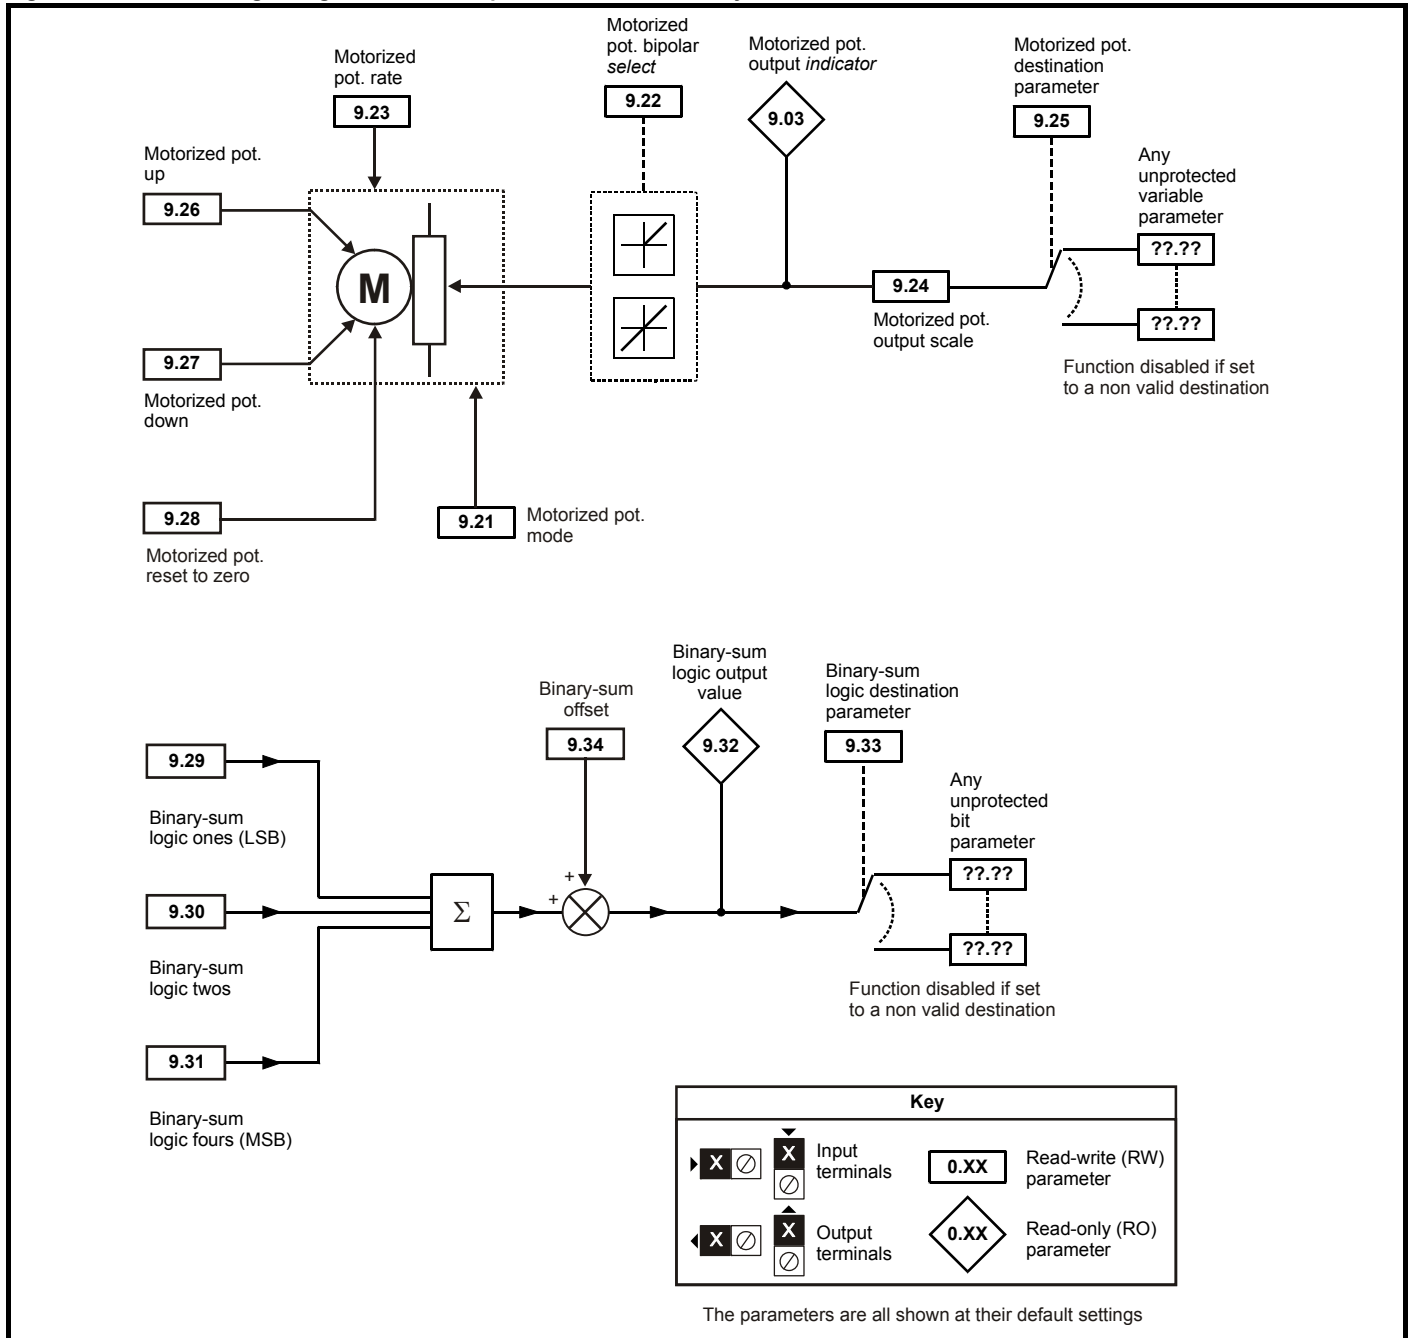 Motorized
pot. rate
9.23
Motorized
pot. bipolar
select
9.22
Motorized pot.
output indicator
9.03
Motorized pot.
destination
parameter
9.25
Any
unprotected
variable
parameter
??.??
??.??
Function disabled if set
to a non valid destination
Motorized pot.
up
9.26
M
9.27
Motorized pot.
down
9.28
Motorized pot.
reset to zero
9.21
Motorized pot.
mode
9.24
Motorized pot.
output scale
Binary-sum
offset
9.34
Binary-sum
logic output
value
9.32
Binary-sum
logic destination
parameter
9.33
Any
unprotected
bit
parameter
??.??
??.??
Function disabled if set
to a non valid destination
9.29
Binary-sum
logic ones (LSB)
9.30
Binary-sum
logic twos
9.31
Binary-sum
logic fours (MSB)
Σ
+
+
Key
X
X
Input
terminals
0.XX
Read-write (RW)
parameter
X
X
Output
terminals
0.XX
Read-only (RO)
parameter
The parameters are all shown at their default settings